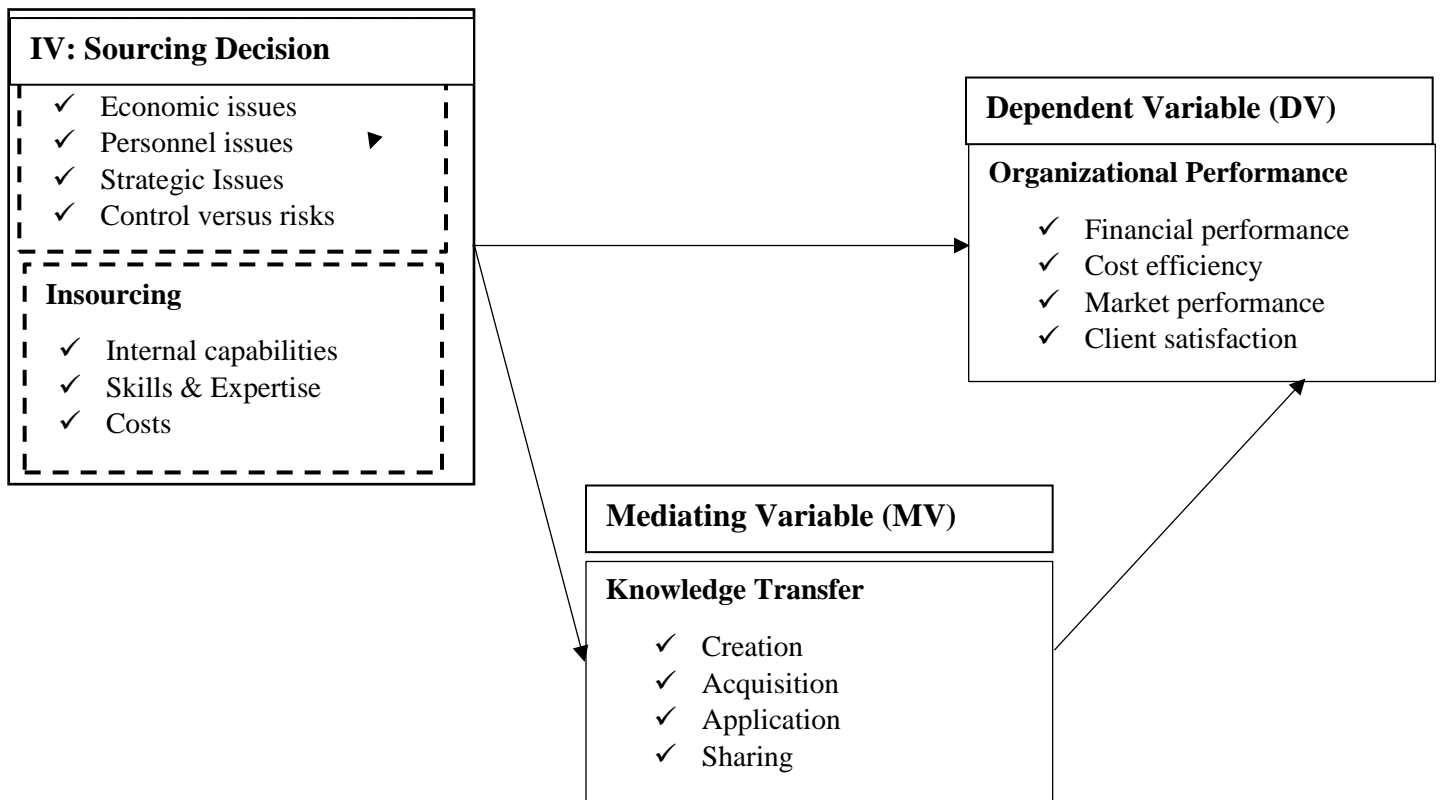 IV: Sourcing Decision
✓ Economic issues
✓ Personnel issues
✓ Strategic Issues
✓ Control versus risks
Insourcing
✓ Internal capabilities
✓ Skills & Expertise
✓ Costs
Dependent Variable (DV)
Organizational Performance
✓ Financial performance
✓ Cost efficiency
✓ Market performance
✓ Client satisfaction
Mediating Variable (MV)
Knowledge Transfer
✓ Creation
✓ Acquisition
✓ Application
✓ Sharing